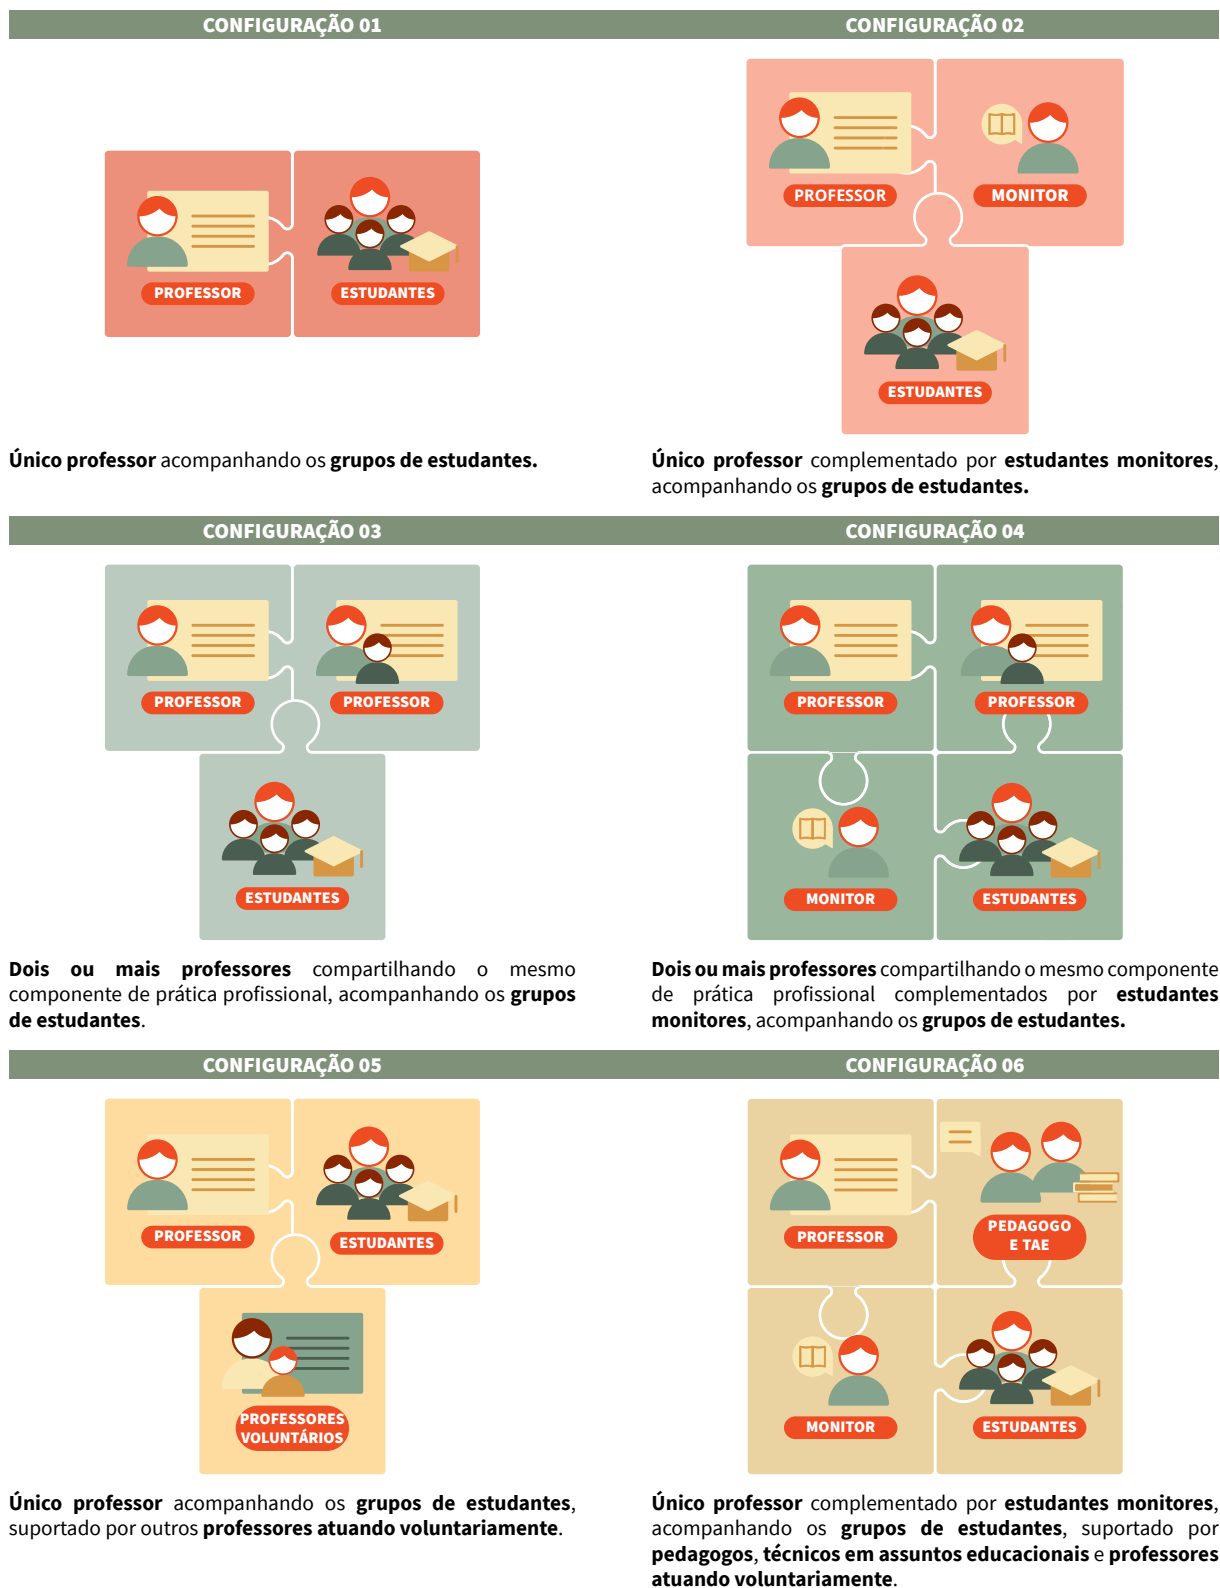 CONFIGURAÇÃO 01
PROFESSOR
ESTUDANTES
Único professor acompanhando os grupos de estudantes.
CONFIGURAÇÃO 02
PROFESSOR
MONITOR
ESTUDANTES
Único professor complementado por estudantes monitores,
acompanhando os grupos de estudantes.
CONFIGURAÇÃO 03
PROFESSOR
PROFESSOR
ESTUDANTES
Dois ou mais professores compartilhando o mesmo
componente de prática profissional, acompanhando os grupos
de estudantes.
CONFIGURAÇÃO 04
PROFESSOR
PROFESSOR
MONITOR
ESTUDANTES
Dois ou mais professores compartilhando o mesmo componente
de prática profissional complementados por estudantes
monitores, acompanhando os grupos de estudantes.
CONFIGURAÇÃO 05
PROFESSOR
ESTUDANTES
PROFESSORES
VOLUNTÁRIOS
Único professor acompanhando os grupos de estudantes,
suportado por outros professores atuando voluntariamente.
CONFIGURAÇÃO 06
PROFESSOR
PEDAGOGO
E TAE
MONITOR
ESTUDANTES
Único professor complementado por estudantes monitores,
acompanhando os grupos de estudantes, suportado por
pedagogos, técnicos em assuntos educacionais e professores
atuando voluntariamente.